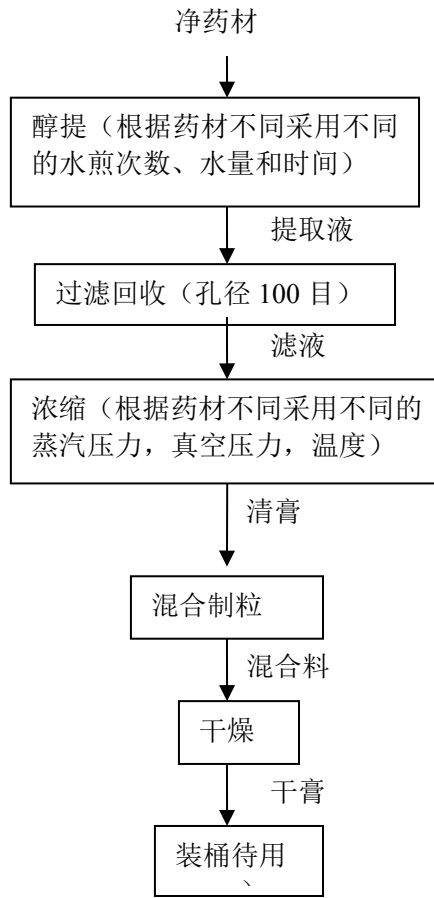 净药材
醇提（根据药材不同采用不同
的水煎次数、水量和时间）
提取液
过滤回收（孔径 100 目）
滤液
浓缩（根据药材不同采用不同的
蒸汽压力，真空压力，温度）
清膏
混合制粒
混合料
干燥
干膏
装桶待用
、